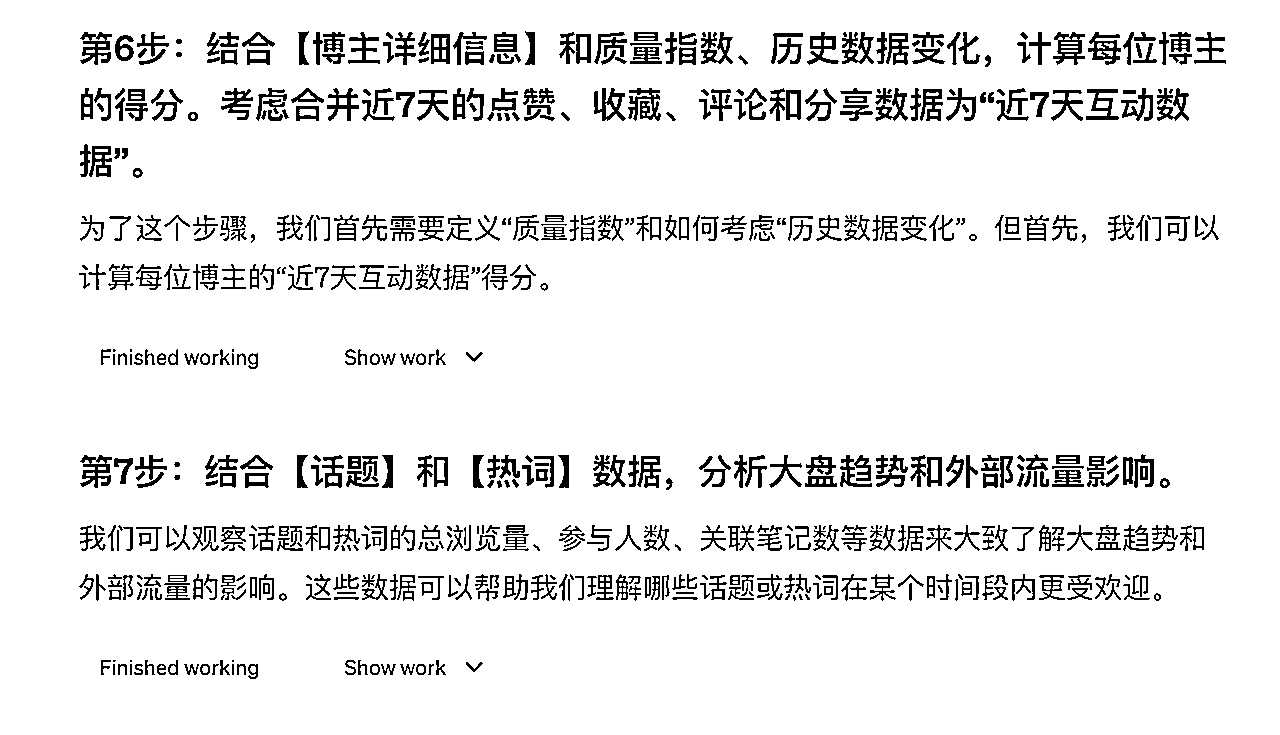 第6步：结合【博主详细信息】和质量指数、历史数据变化，计算每位博主
的得分。考虑合并近7天的点赞、收藏、评论和分享数据为“近7天互动数
据”。
为了这个步骤，我们首先需要定义“质量指数”和如何考虑“历史数据变化”。但首先，我们可以
计算每位博主的“近7天互动数据”得分。
Finished working Show work
第7步：结合【话题】和【热词】数据，分析大盘趋势和外部流量影响。
我们可以观察话题和热词的总浏览量、参与人数、关联笔记数等数据来大致了解大盘趋势和
外部流量的影响。这些数据可以帮助我们理解哪些话题或热词在某个时间段内更受欢迎。
Finished working Show work